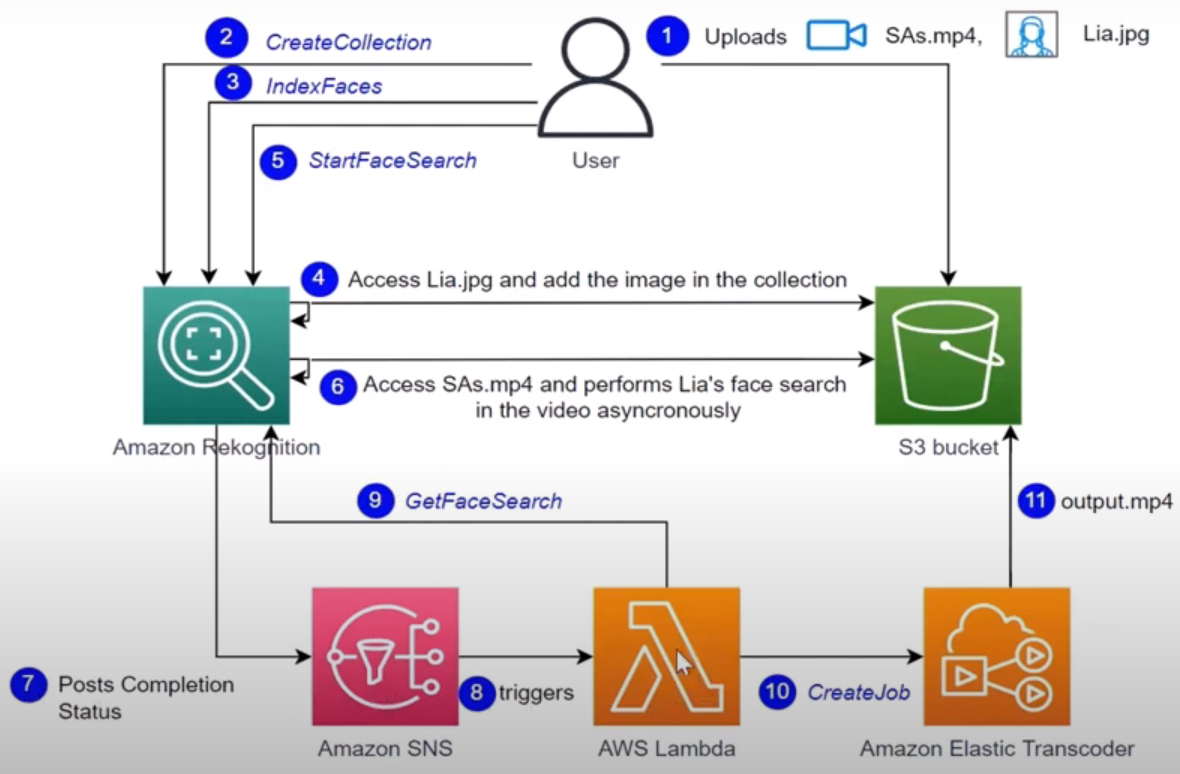 1 Uploads SAs.mp4, Lia.jpg
2 CreateCollection
3 IndexFaces
5 StartFaceSearch
User
4 Access Lia.jpg and add the image in the collection
6 Access SAs.mp4 and performs Lia's face search
in the video asyncronously
Amazon Rekognition
S3 bucket
9 GetFaceSearch
11 output.mp4
7 Posts Completion
Status
8 triggers
10 CreateJob
Amazon SNS
AWS Lambda
Amazon Elastic Transcoder